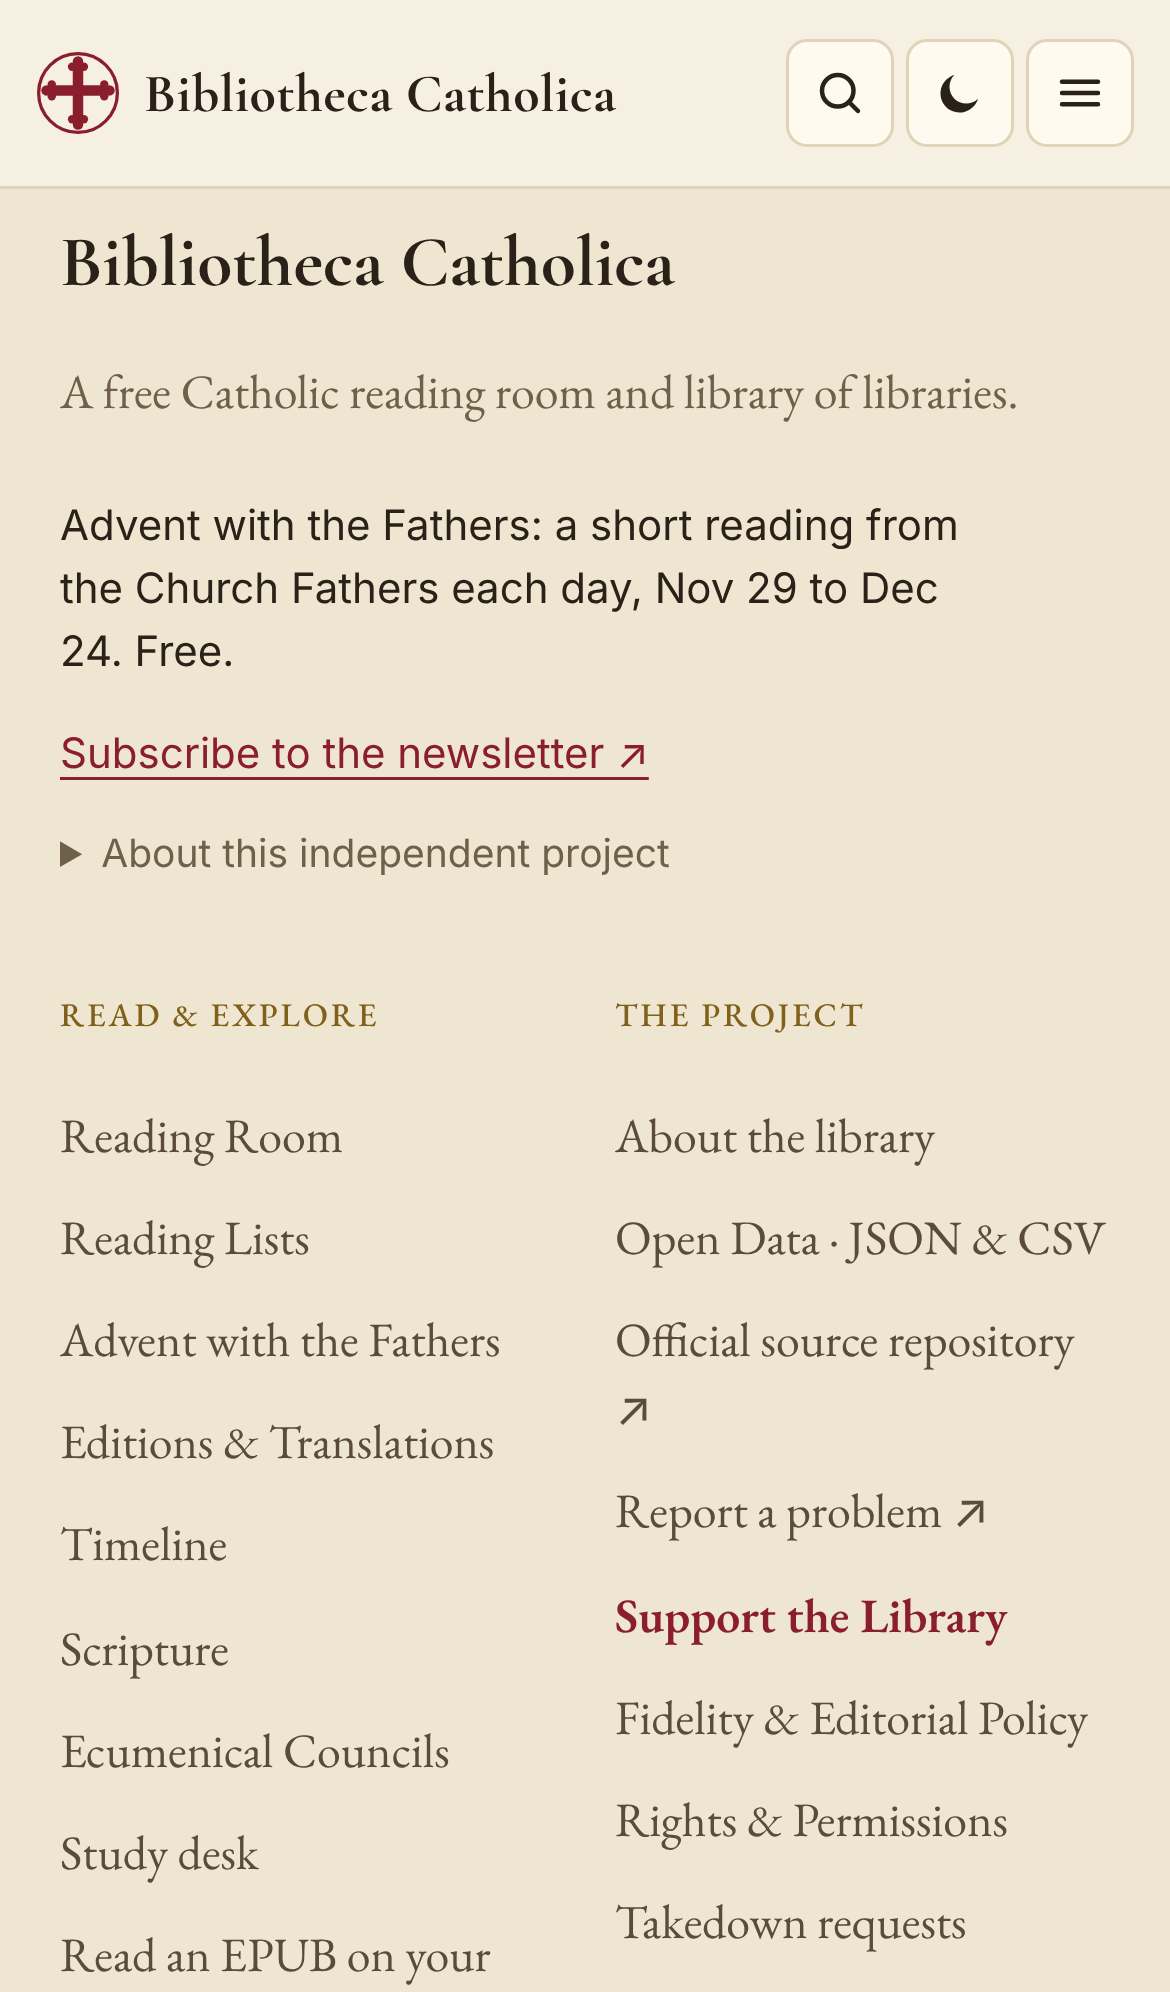 Bibliotheca Catholica
Bibliotheca Catholica
A free Catholic reading room and library of libraries.
Advent with the Fathers: a short reading from
the Church Fathers each day, Nov 29 to Dec
24. Free.
Subscribe to the newsletter ↗
▶ About this independent project
READ & EXPLORE
Reading Room
Reading Lists
Advent with the Fathers
Editions & Translations
Timeline
Scripture
Ecumenical Councils
Study desk
Read an EPUB on your
THE PROJECT
About the library
Open Data · JSON & CSV
Official source repository
↗
Report a problem ↗
Support the Library
Fidelity & Editorial Policy
Rights & Permissions
Takedown requests